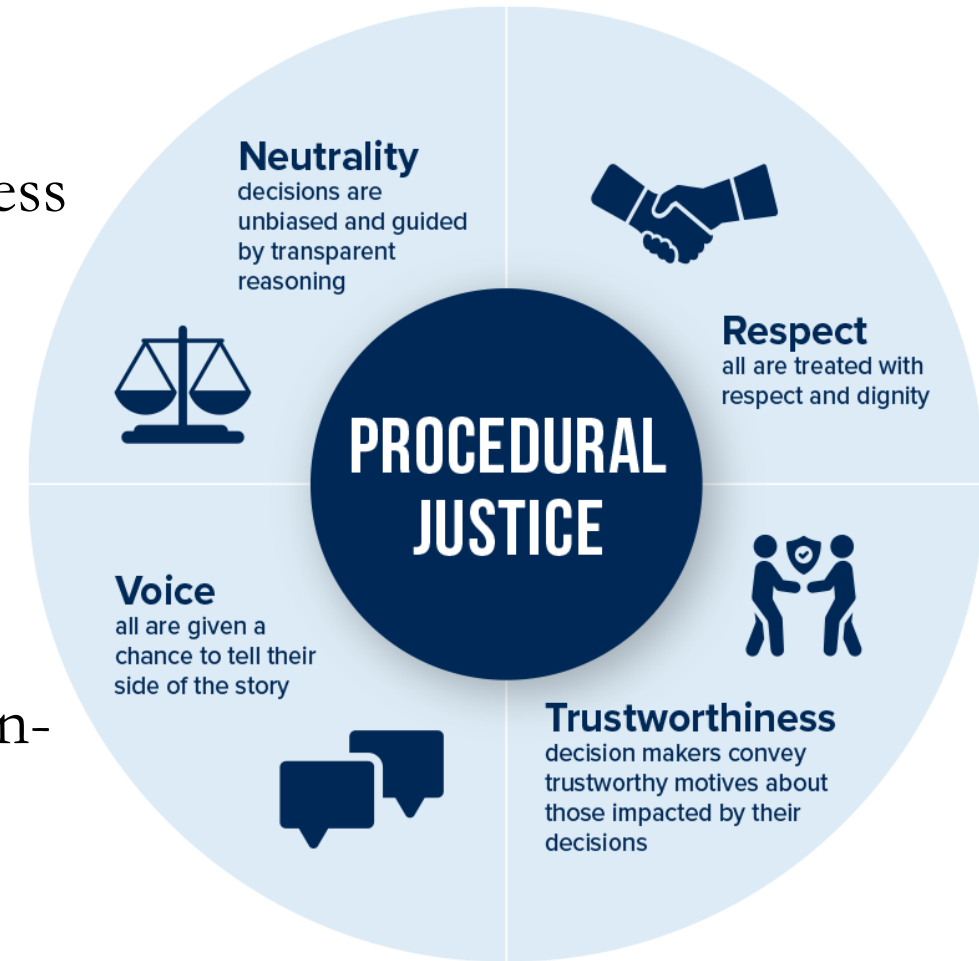 Neutrality
decisions are
unbiased and guided
by transparent
reasoning
Respect
all are treated with
respect and dignity
PROCEDURAL
JUSTICE
Voice
all are given a
chance to tell their
side of the story
Trustworthiness
decision makers convey
trustworthy motives about
those impacted by their
decisions